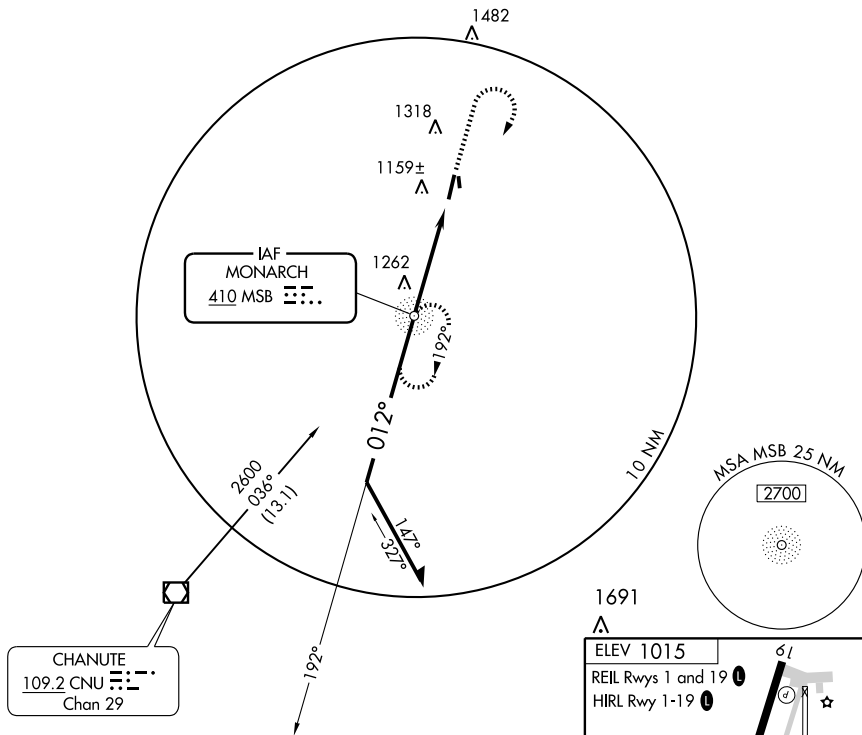 1482
1318
1159±
IAF
MONARCH
410 MSB
1262
192°
012°
10 NM
2600
036°
(13.1)
147°
327°
MSA MSB 25 NM
2700
192°
CHANUTE
109.2 CNU
Chan 29
1691
ELEV 1015
REIL Rwys 1 and 19 L
HIRL Rwy 1-19 L
19
P
X